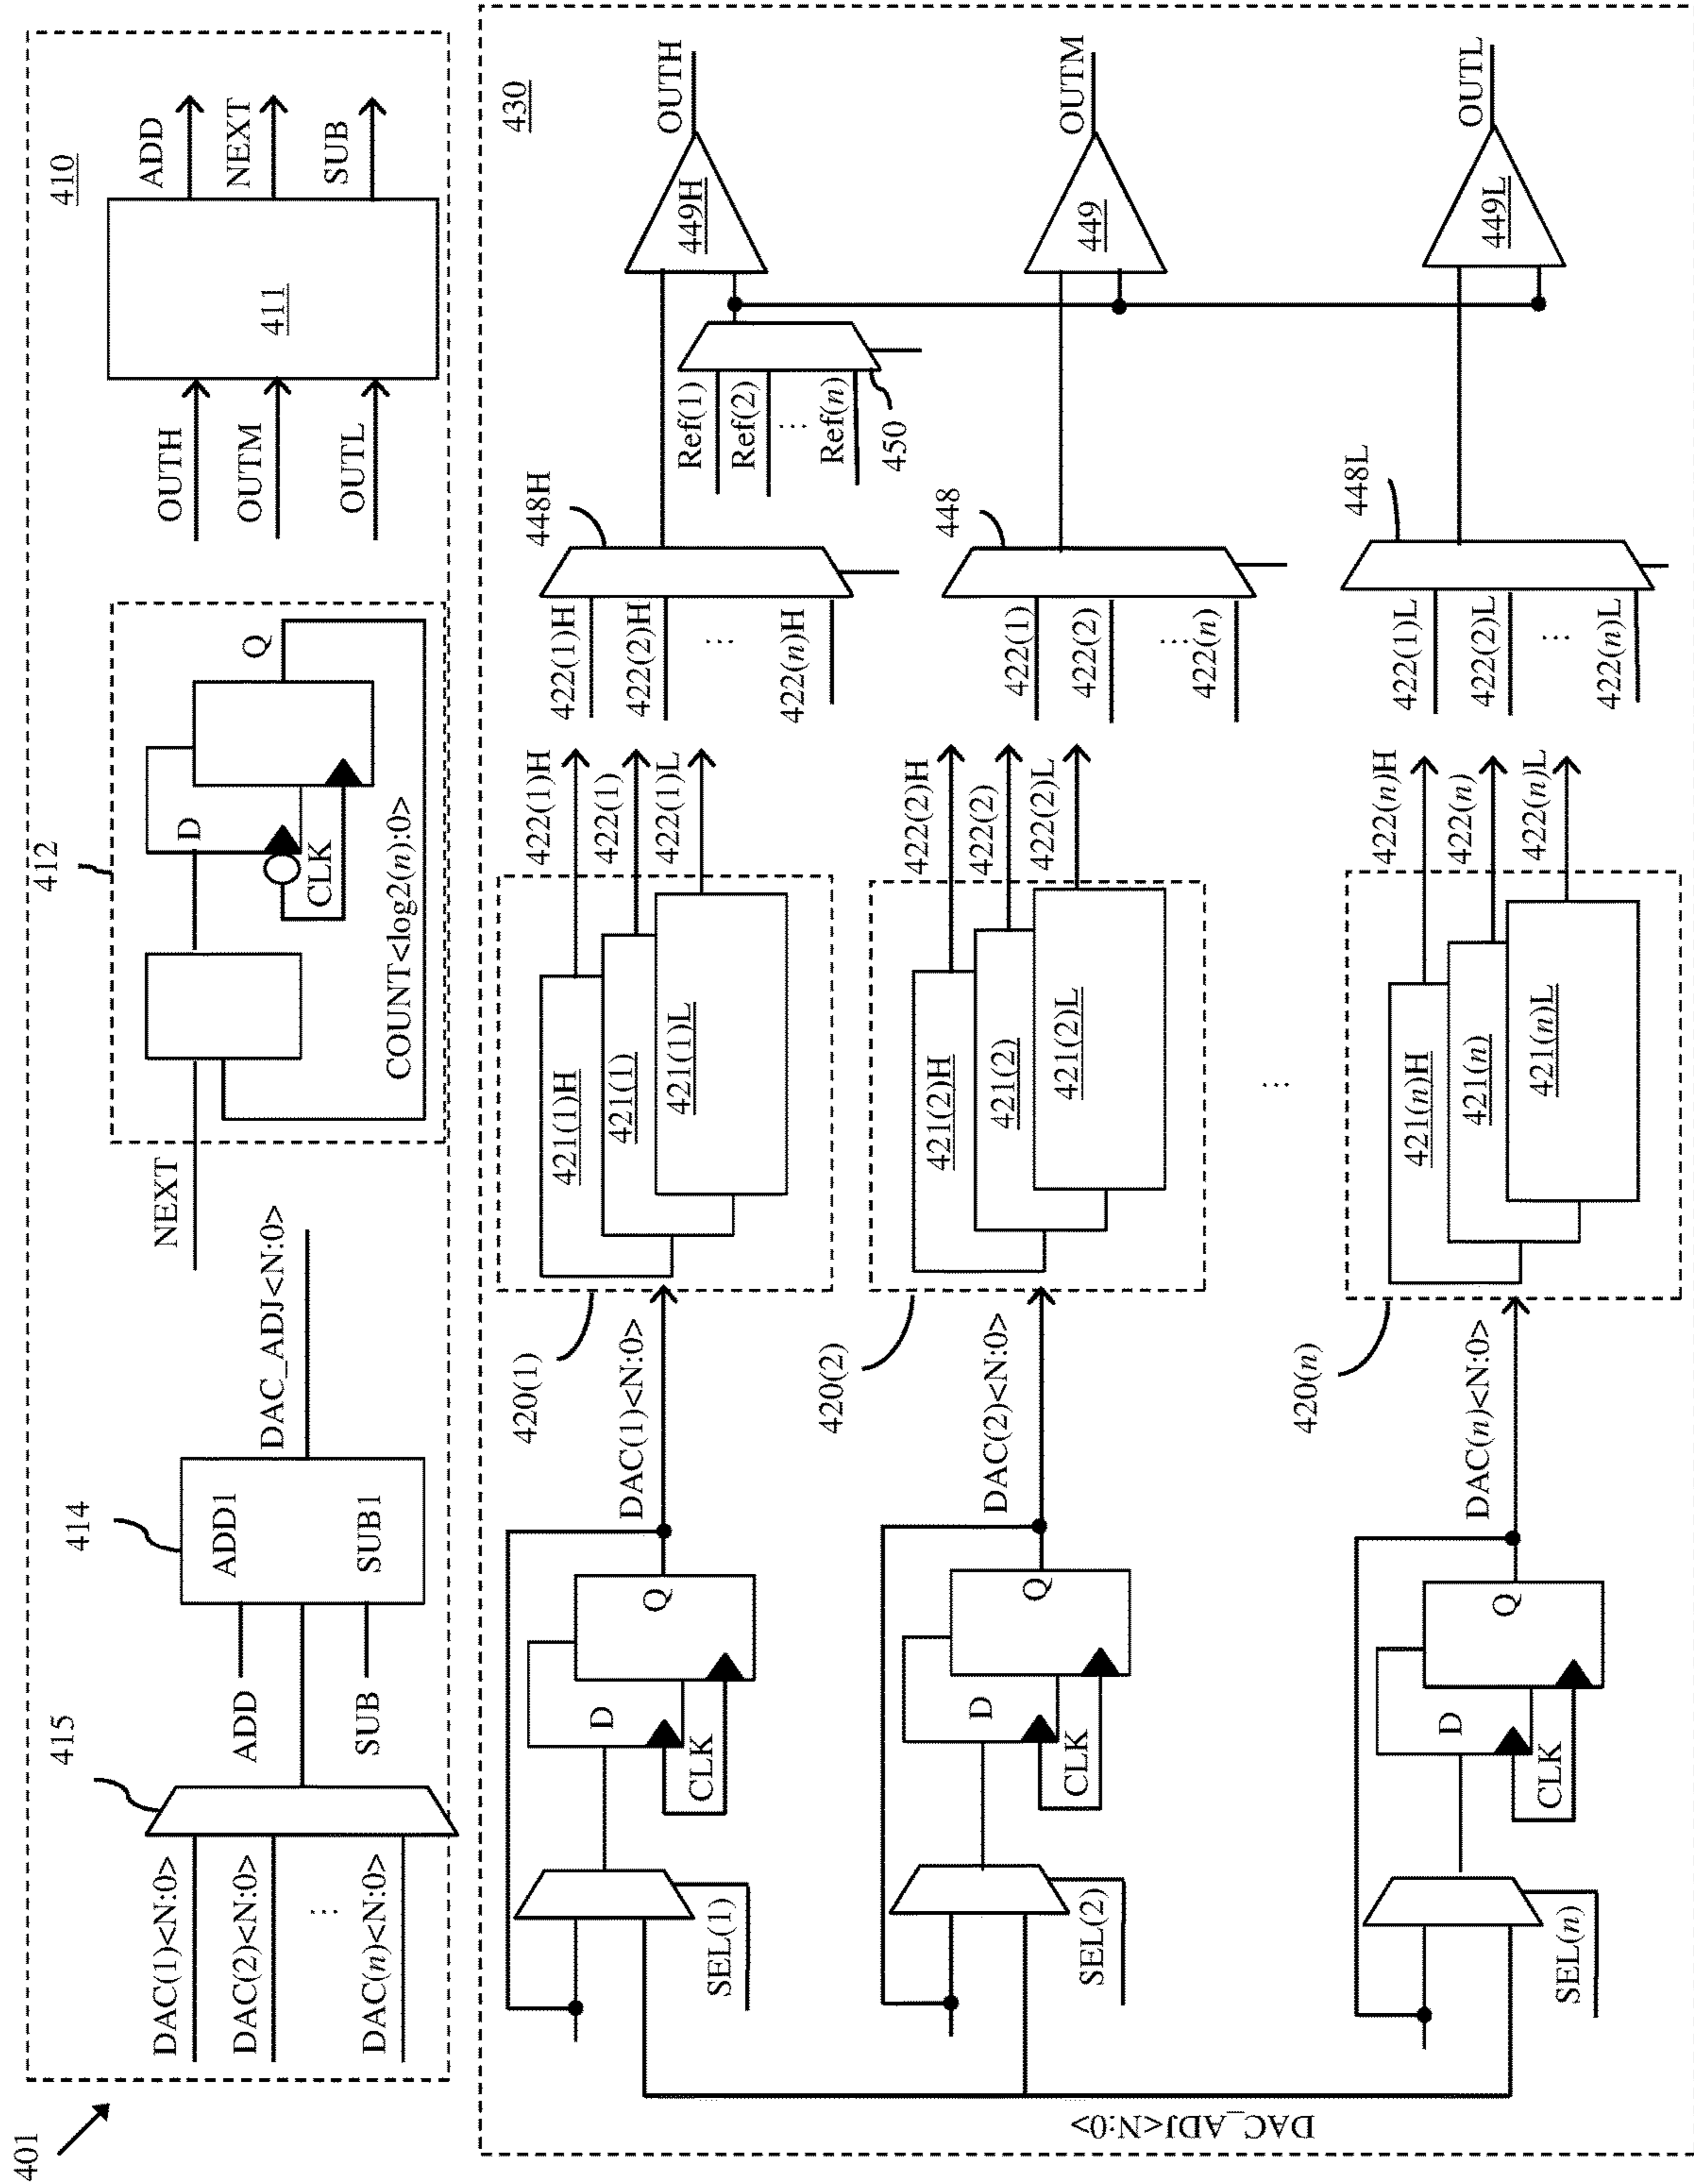 401
410
415
DAC(1)<N:0>
DAC(2)<N:0>
...
DAC(n)<N:0>
ADD
SUB
414
ADD1
SUB1
DAC_ADJ<N:0>
412
NEXT
D
CLK
Q
COUNT<log2(n):0>
OUTH
OUTM
OUTL
411
ADD
NEXT
SUB
430
DAC_ADJ<N:0>
SEL(1)
D
CLK
Q
DAC(1)<N:0>
420(1)
421(1)H
421(1)
421(1)L
422(1)H
422(1)
422(1)L
SEL(2)
D
CLK
Q
DAC(2)<N:0>
420(2)
421(2)H
421(2)
421(2)L
422(2)H
422(2)
422(2)L
...
SEL(n)
D
CLK
Q
DAC(n)<N:0>
420(n)
421(n)H
421(n)
421(n)L
422(n)H
422(n)
422(n)L
448H
422(1)H
422(2)H
...
422(n)H
Ref(1)
Ref(2)
...
Ref(n)
450
449H
OUTH
448
422(1)
422(2)
...
422(n)
449
OUTM
448L
422(1)L
422(2)L
...
422(n)L
449L
OUTL